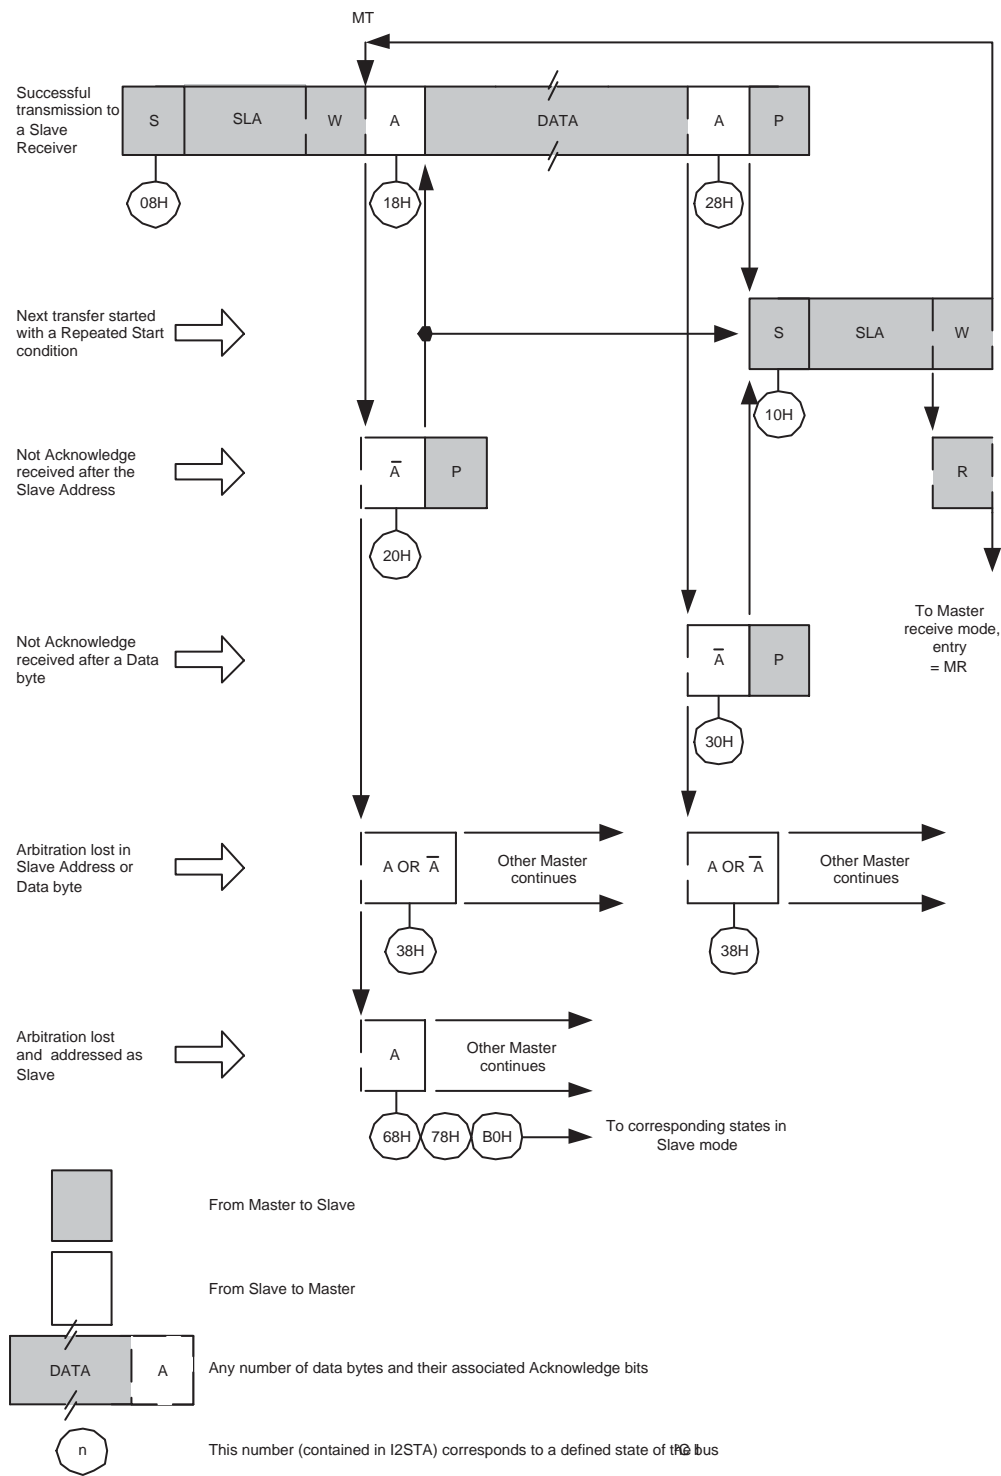 MT
Successful
transmission to
a Slave
Receiver
S SLA W A DATA A P
08H 18H 28H
Next transfer started
with a Repeated Start
condition
S SLA W
10H
Not Acknowledge
received after the
Slave Address
A̅ P
R
20H
To Master
receive mode,
entry
= MR
Not Acknowledge
received after a Data
byte
A̅ P
30H
Arbitration lost in
Slave Address or
Data byte
A OR A̅
Other Master
continues
A OR A̅
Other Master
continues
38H 38H
Arbitration lost
and addressed as
Slave
A
Other Master
continues
68H 78H B0H
To corresponding states in
Slave mode
From Master to Slave
From Slave to Master
DATA A
Any number of data bytes and their associated Acknowledge bits
n
This number (contained in I2STA) corresponds to a defined state of the bus